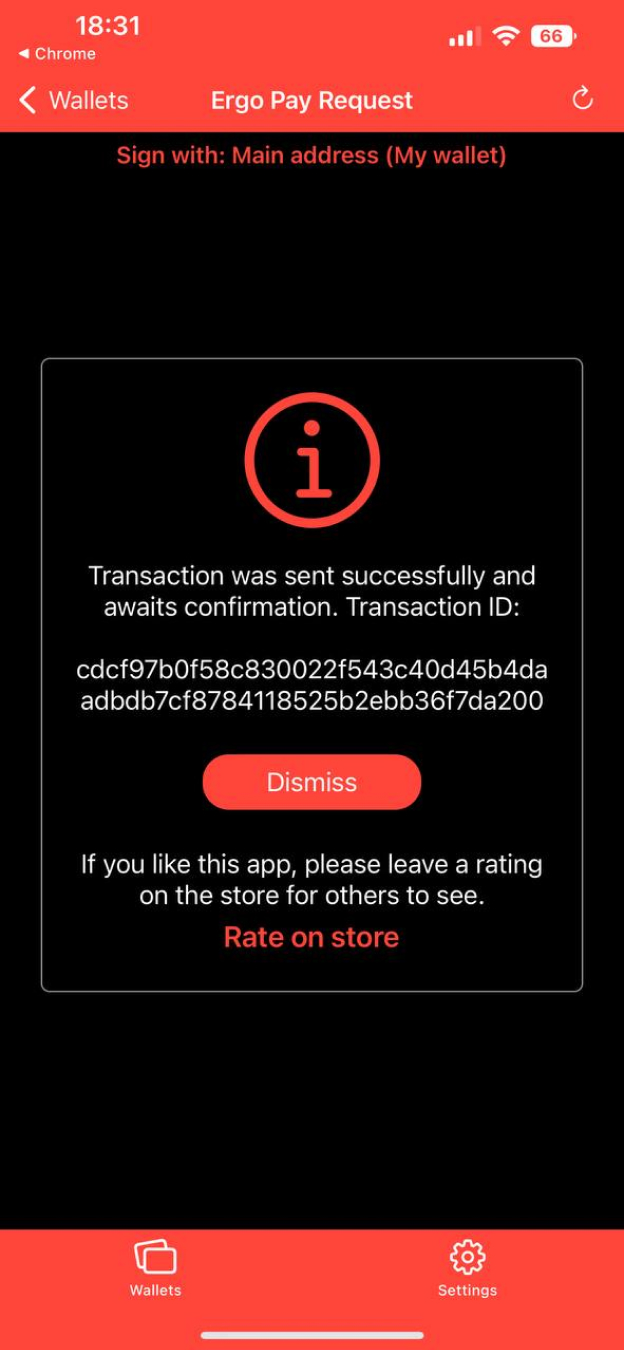 18:31
66
◀ Chrome
Wallets
Ergo Pay Request
Sign with: Main address (My wallet)
Transaction was sent successfully and
awaits confirmation. Transaction ID:
cdcf97b0f58c830022f543c40d45b4da
adbdb7cf8784118525b2ebb36f7da200
Dismiss
If you like this app, please leave a rating
on the store for others to see.
Rate on store
Wallets
Settings